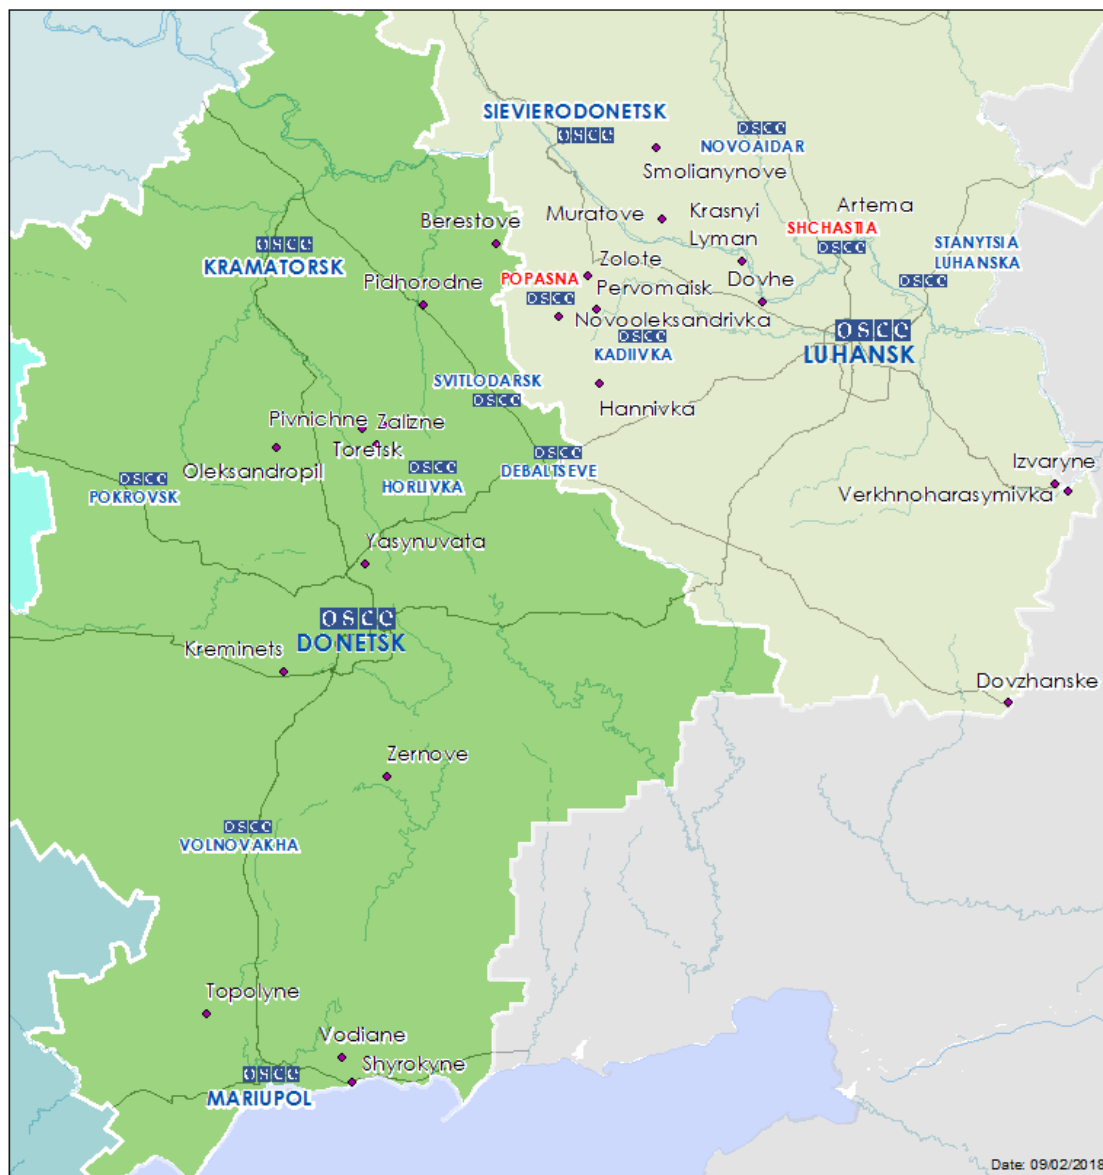 SIEVIERODONETSK
OSCE
OSCE
NOVOAIDAR
Smolianynove
Berestove
Muratove
Krasnyi
Lyman
Artema
SHCHASTIA
OSCE
STANYTSIA
LUHANSKA
OSCE
OSCE
KRAMATORSK
Zolote
POPASNA
OSCE
Pidhorodne
Pervomaisk
Dovhe
Novooleksandrivka
OSCE
KADIIVKA
OSCE
LUHANSK
SVITLODARSK
OSCE
Hannivka
Pivnichne
Zalizne
Toretsk
Oleksandropil
OSCE
HORLIVKA
OSCE
DEBALTSEVE
OSCE
POKROVSK
Izvaryne
Verkhnoharasymivka
Yasynuvata
OSCE
DONETSK
Kreminets
Dovzhanske
Zernove
OSCE
VOLNOVAKHA
Topolyne
Vodiane
Shyrokyne
OSCE
MARIUPOL
Date: 09/02/2018